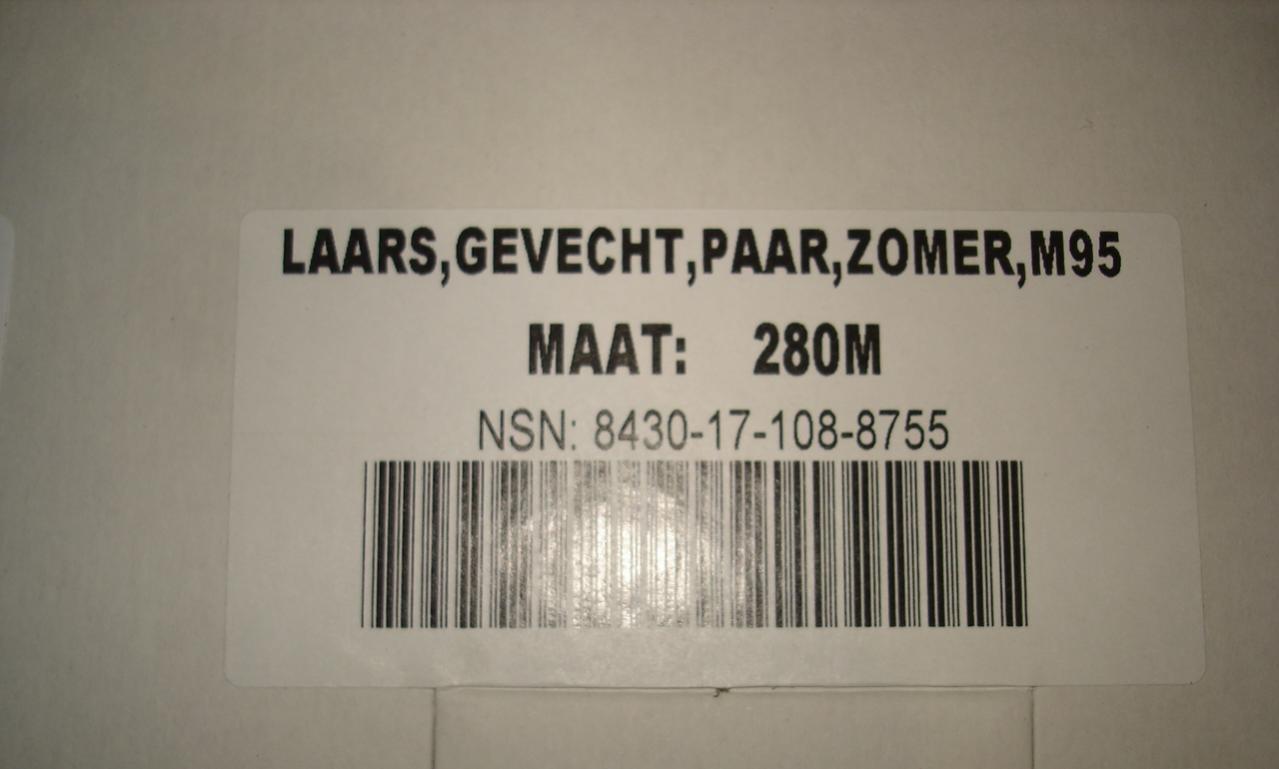 LAARS,GEVECHT,PAAR,ZOMER,M95
MAAT: 280M
NSN: 8430-17-108-8755